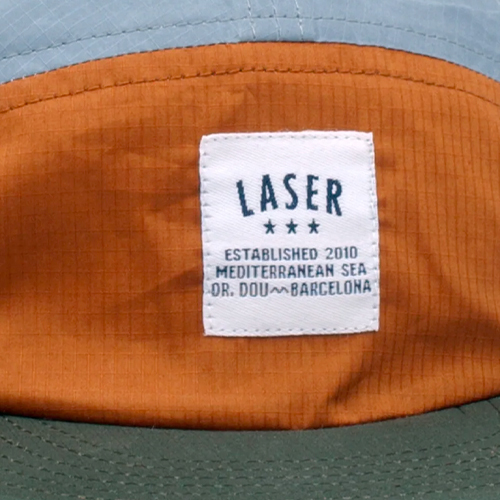 LASER
★★★
ESTABLISHED 2010
MEDITERRANEAN SEA
DR. DOU〰BARCELONA